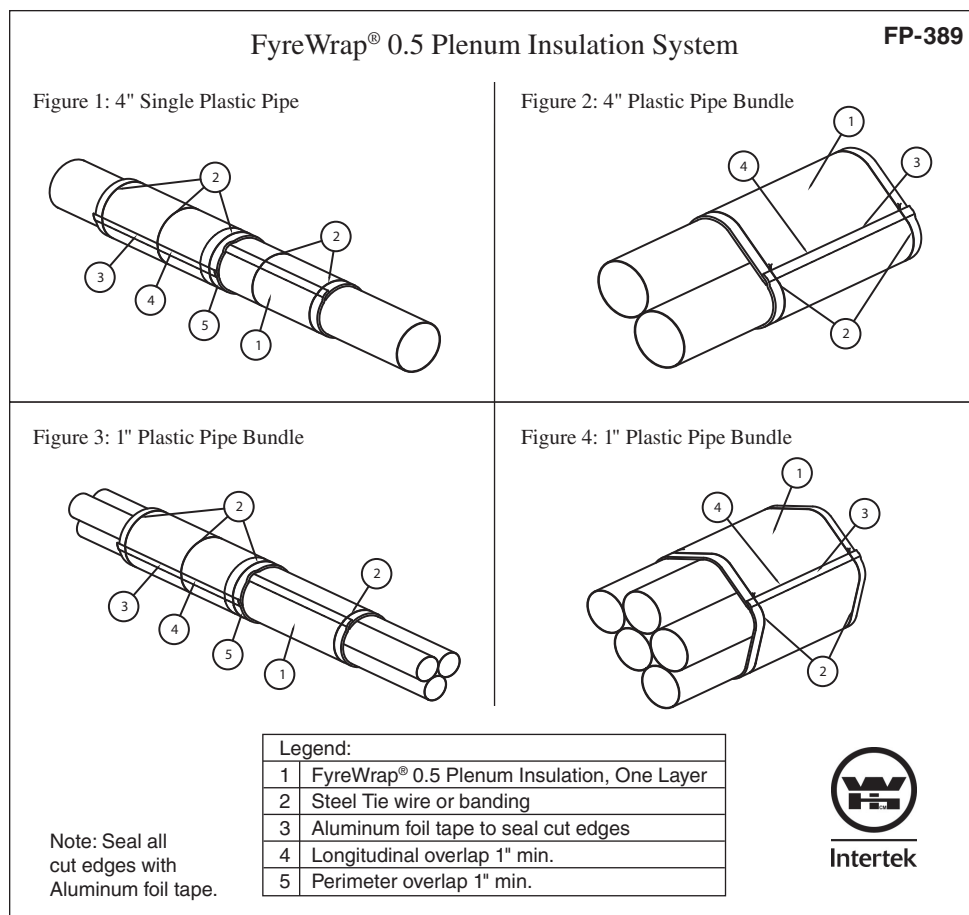 FyreWrap® 0.5 Plenum Insulation System
FP-389
Figure 1: 4" Single Plastic Pipe
2
2
3
4
5
1
Figure 2: 4" Plastic Pipe Bundle
1
4
3
2
Figure 3: 1" Plastic Pipe Bundle
2
2
3
4
5
1
Figure 4: 1" Plastic Pipe Bundle
1
4
3
2
Legend:
1 FyreWrap® 0.5 Plenum Insulation, One Layer
2 Steel Tie wire or banding
3 Aluminum foil tape to seal cut edges
4 Longitudinal overlap 1" min.
5 Perimeter overlap 1" min.
Note: Seal all
cut edges with
Aluminum foil tape.
Intertek